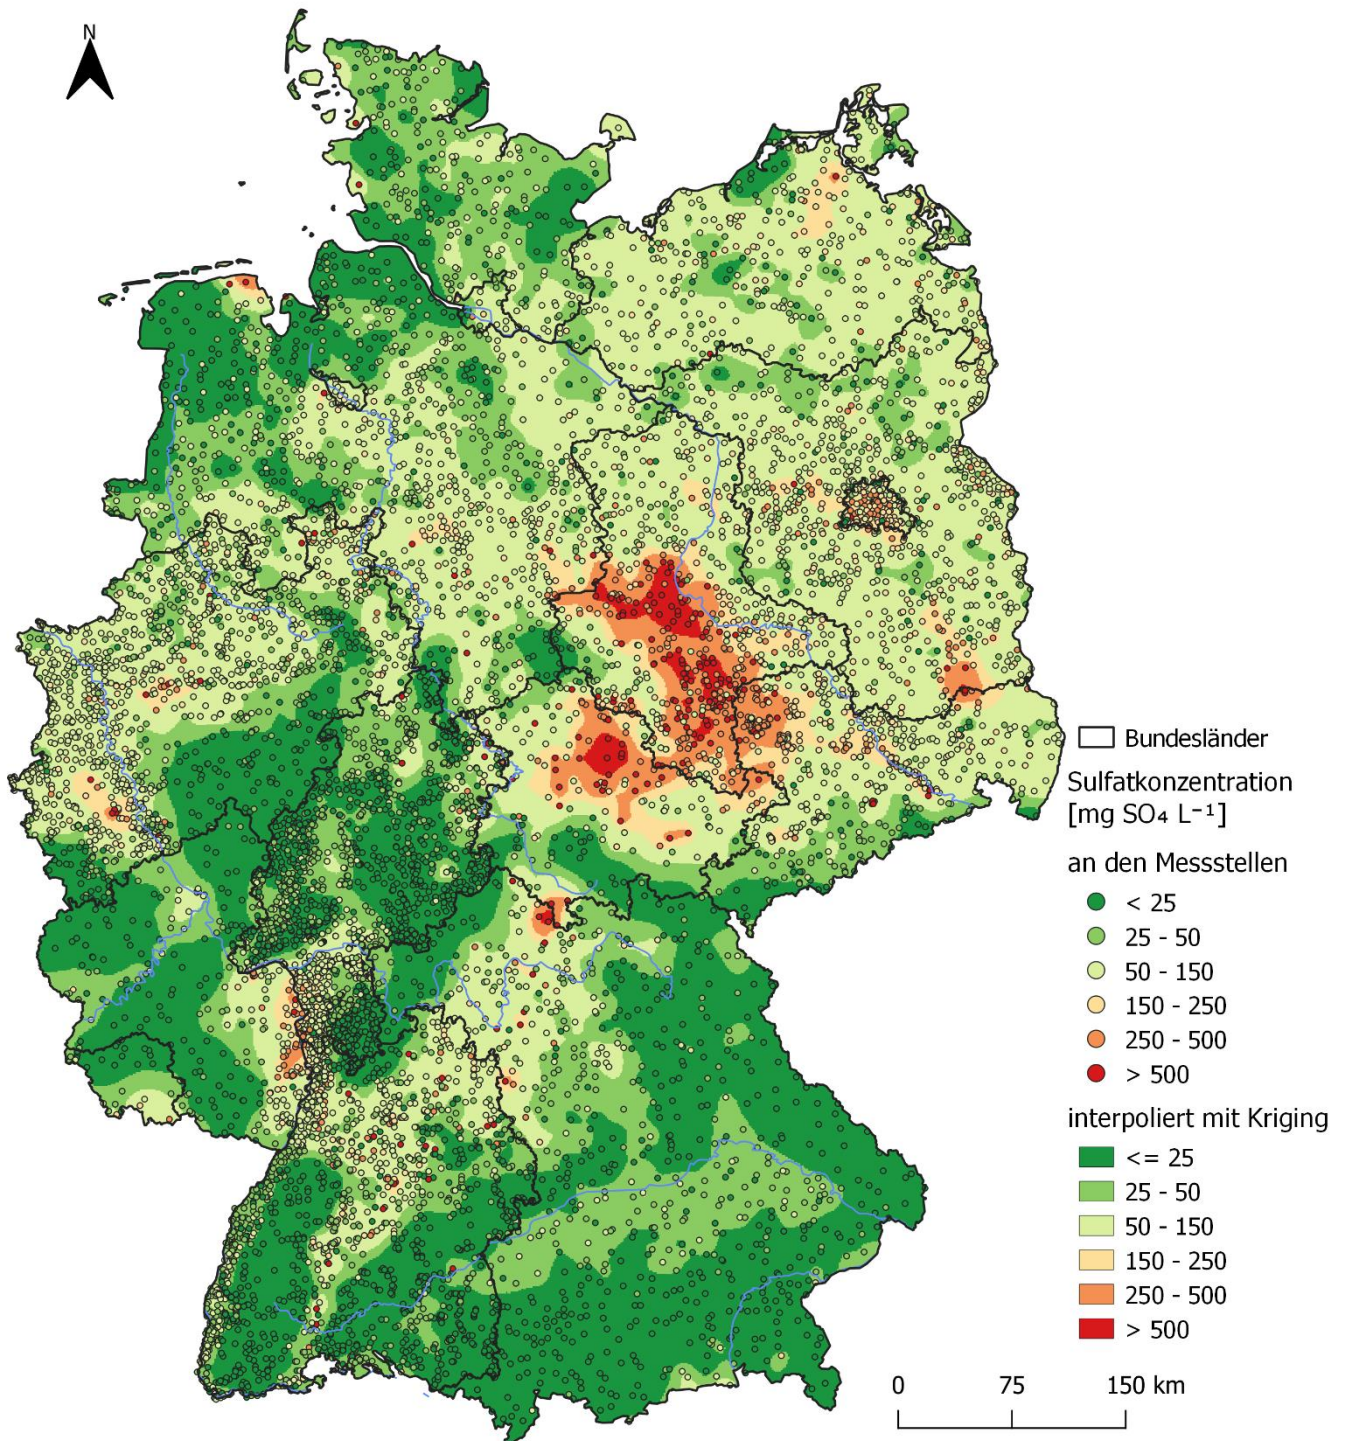 N
Bundesländer
Sulfatkonzentration
[mg SO₄ L⁻¹]
an den Messstellen
< 25
25 - 50
50 - 150
150 - 250
250 - 500
> 500
interpoliert mit Kriging
<= 25
25 - 50
50 - 150
150 - 250
250 - 500
> 500
0 75 150 km